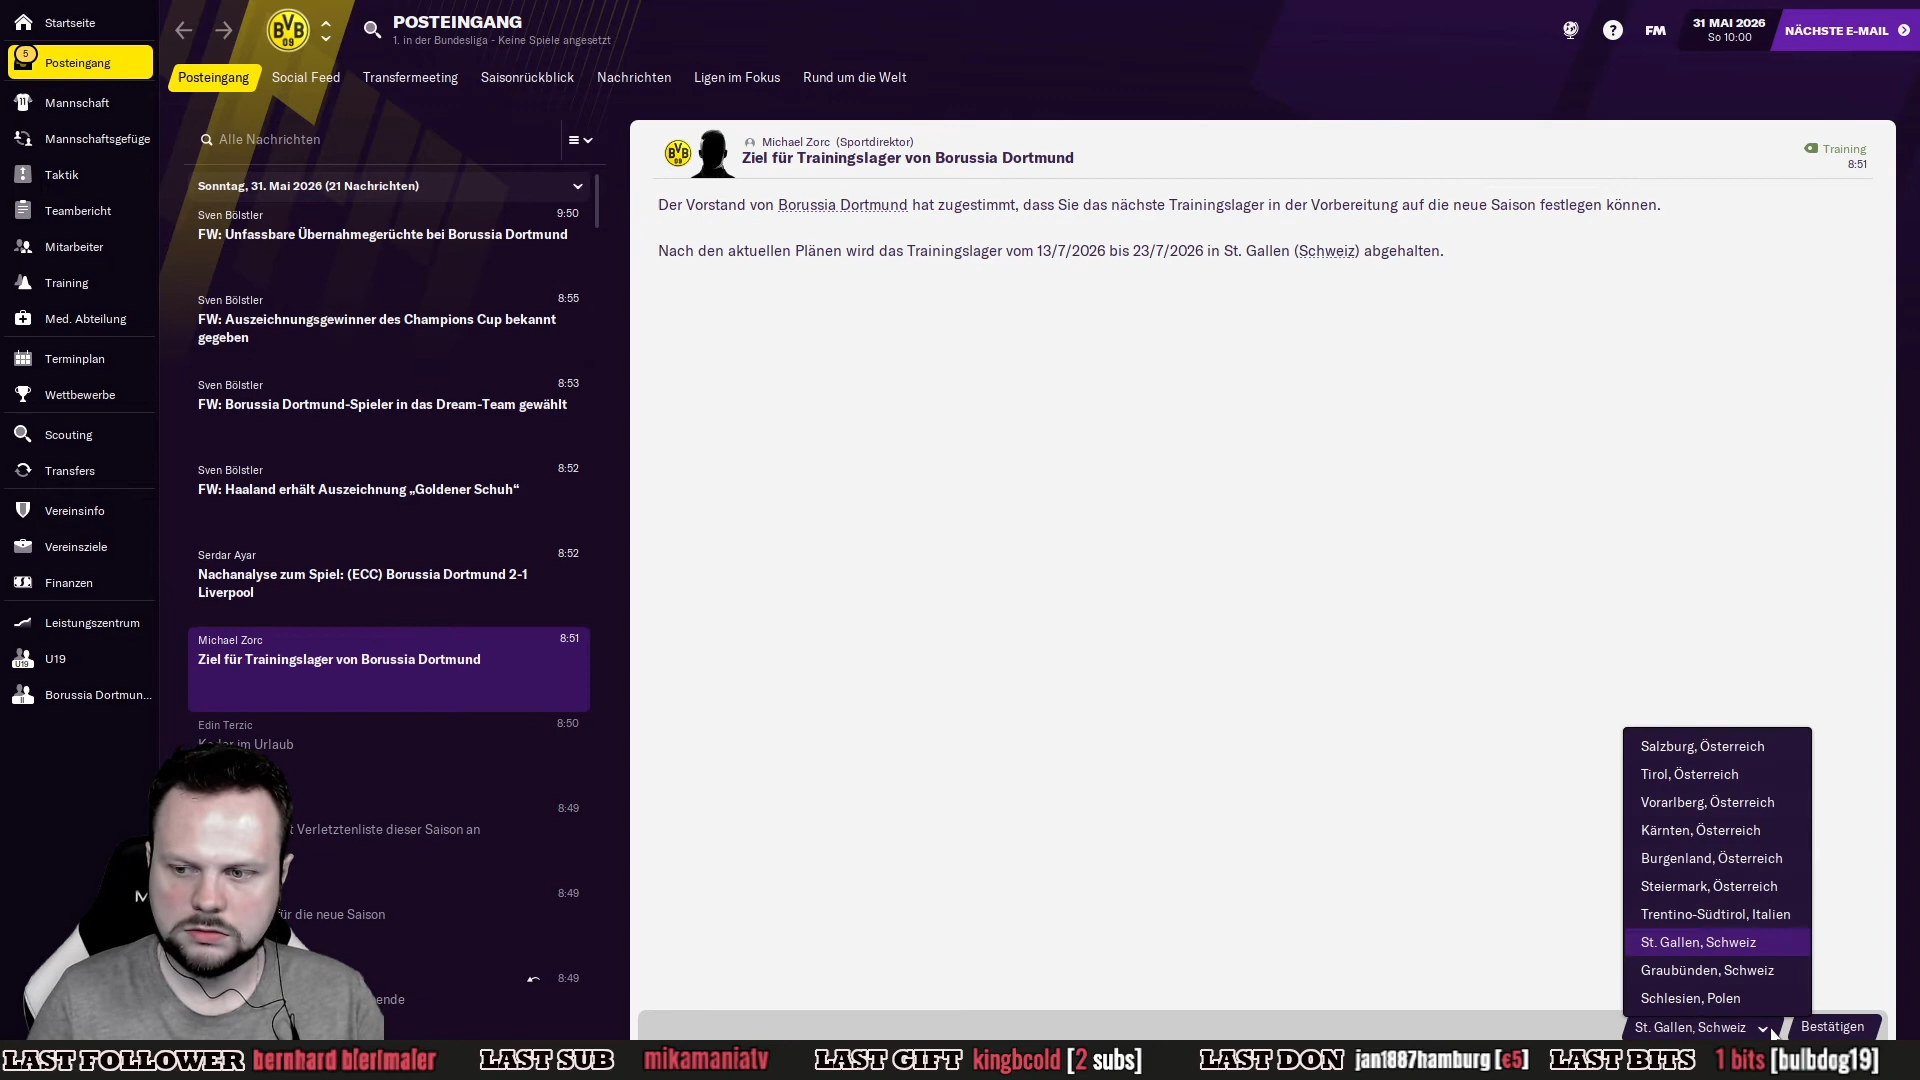 Startseite
5
Posteingang
Mannschaft
Mannschaftsgefüge
Taktik
Teambericht
Mitarbeiter
Training
Med. Abteilung
Terminplan
Wettbewerbe
Scouting
Transfers
Vereinsinfo
Vereinsziele
Finanzen
Leistungszentrum
U19
U19
Borussia Dortmun...
II
BVB
09
POSTEINGANG
1. in der Bundesliga - Keine Spiele angesetzt
?
FM
31 MAI 2026
So 10:00
NÄCHSTE E-MAIL
Posteingang
Social Feed
Transfermeeting
Saisonrückblick
Nachrichten
Ligen im Fokus
Rund um die Welt
Alle Nachrichten
Sonntag, 31. Mai 2026 (21 Nachrichten)
Sven Bölstler
9:50
FW: Unfassbare Übernahmegerüchte bei Borussia Dortmund
Sven Bölstler
8:55
FW: Auszeichnungsgewinner des Champions Cup bekannt
gegeben
Sven Bölstler
8:53
FW: Borussia Dortmund-Spieler in das Dream-Team gewählt
Sven Bölstler
8:52
FW: Haaland erhält Auszeichnung „Goldener Schuh“
Serdar Ayar
8:52
Nachanalyse zum Spiel: (ECC) Borussia Dortmund 2-1
Liverpool
Michael Zorc
8:51
Ziel für Trainingslager von Borussia Dortmund
Edin Terzic
8:50
im Urlaub
8:49
t Verletztenliste dieser Saison an
8:49
für die neue Saison
8:49
ende
BVB
09
Michael Zorc (Sportdirektor)
Ziel für Trainingslager von Borussia Dortmund
Training
8:51
Der Vorstand von Borussia Dortmund hat zugestimmt, dass Sie das nächste Trainingslager in der Vorbereitung auf die neue Saison festlegen können.
Nach den aktuellen Plänen wird das Trainingslager vom 13/7/2026 bis 23/7/2026 in St. Gallen (Schweiz) abgehalten.
Salzburg, Österreich
Tirol, Österreich
Vorarlberg, Österreich
Kärnten, Österreich
Burgenland, Österreich
Steiermark, Österreich
Trentino-Südtirol, Italien
St. Gallen, Schweiz
Graubünden, Schweiz
Schlesien, Polen
St. Gallen, Schweiz
Bestätigen
LAST FOLLOWER bernhard bierimaier
LAST SUB mikamaniatv
LAST GIFT kingbcold [2 subs]
LAST DON jan1887hamburg [€5]
LAST BITS 1 bits [bulbdog19]